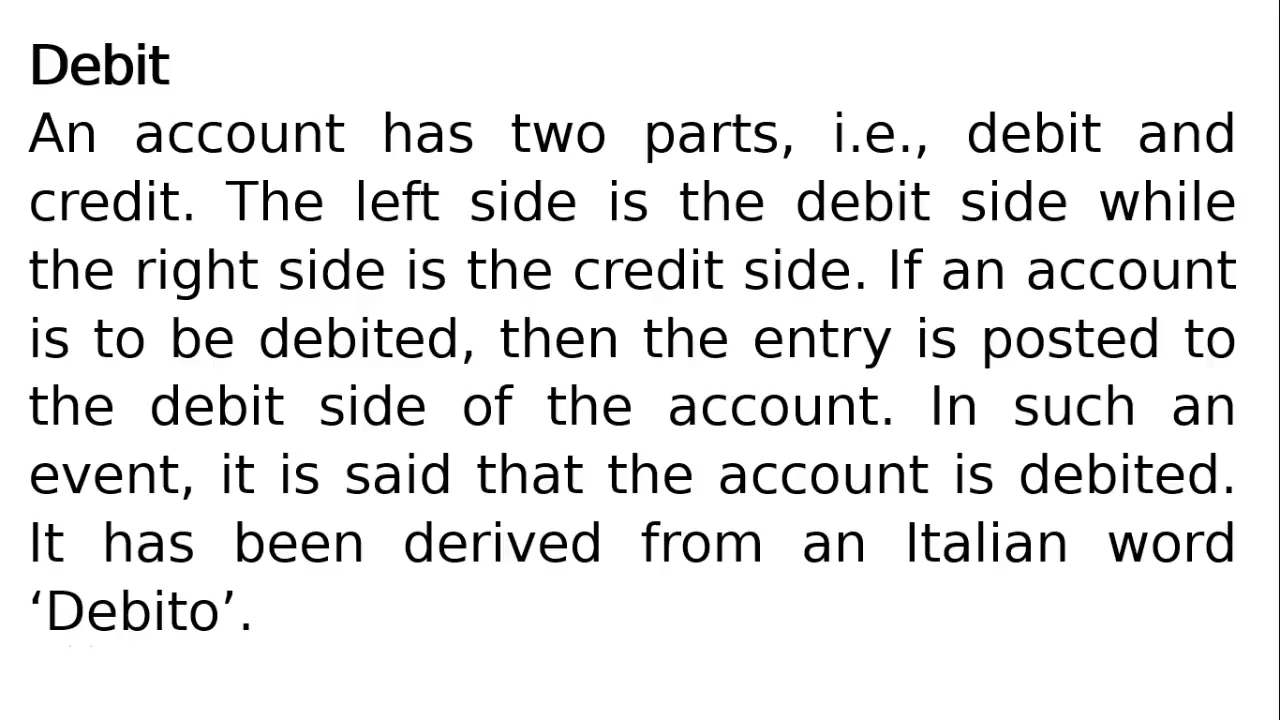 Debit
An account has two parts, i.e., debit and
credit. The left side is the debit side while
the right side is the credit side. If an account
is to be debited, then the entry is posted to
the debit side of the account. In such an
event, it is said that the account is debited.
It has been derived from an Italian word
‘Debito’.